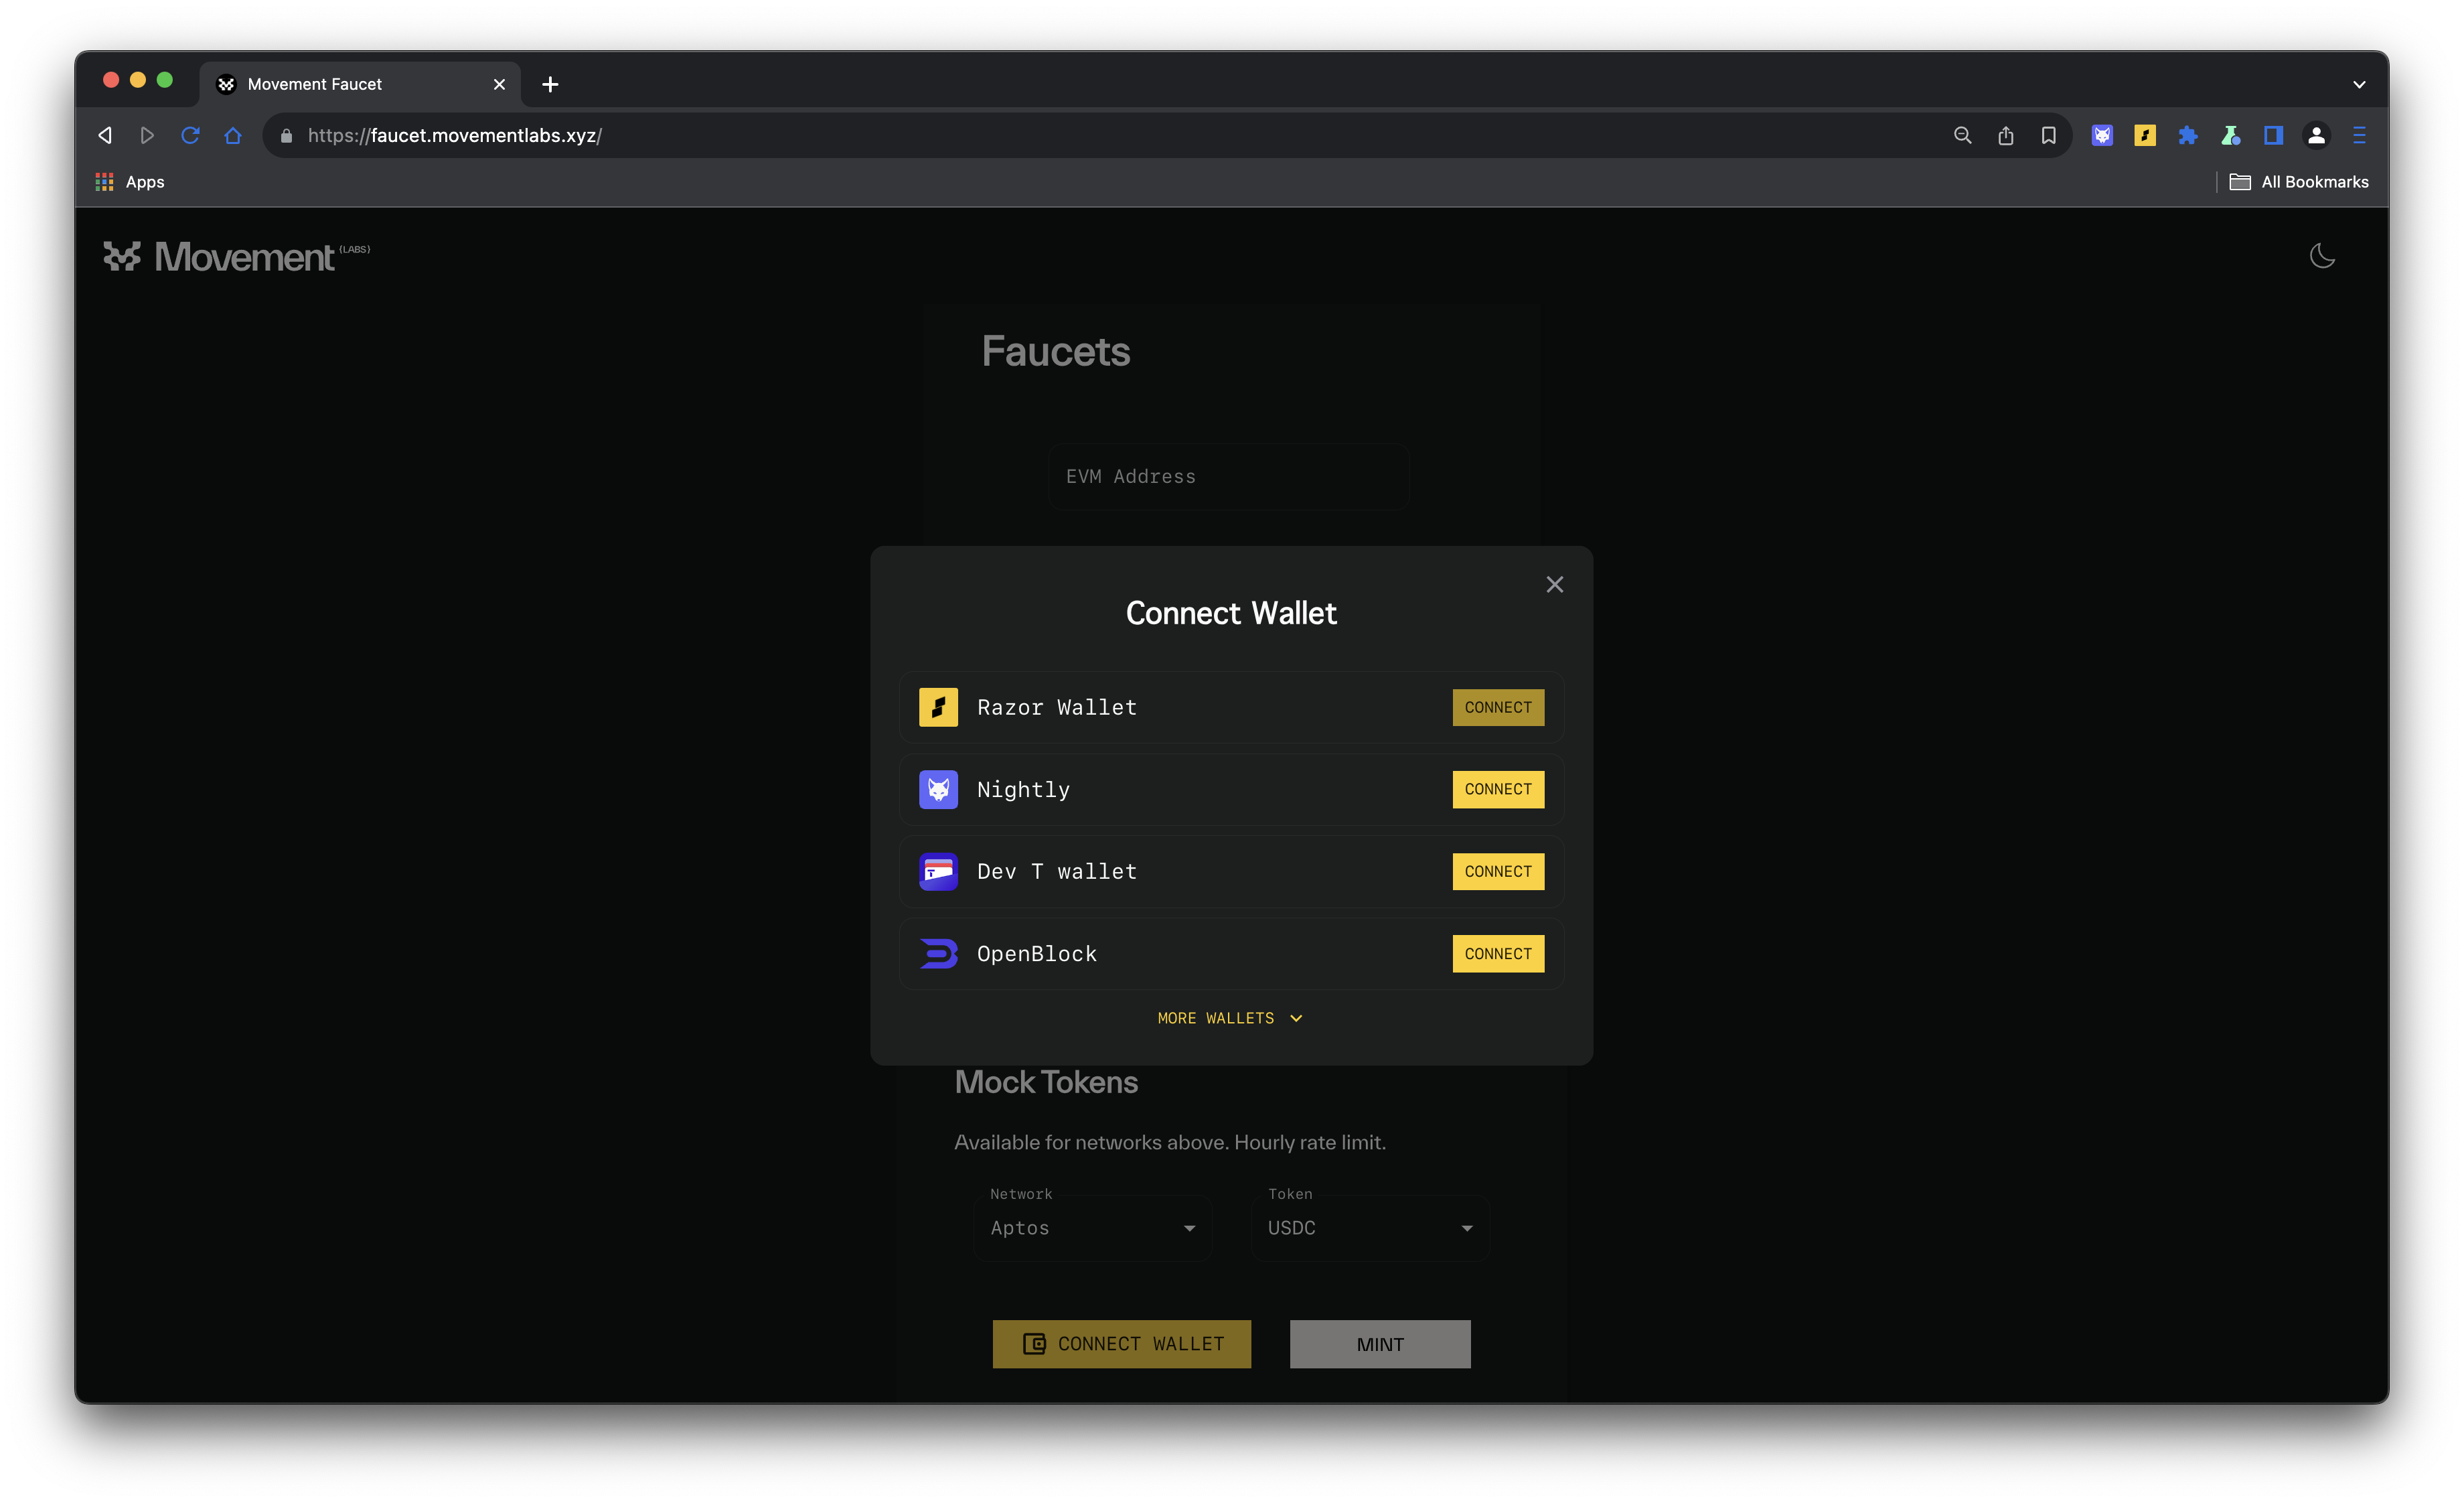 Movement Faucet
https://faucet.movementlabs.xyz/
Apps
All Bookmarks
Movement {LABS}
Faucets
EVM Address
Connect Wallet
Razor Wallet CONNECT
Nightly CONNECT
Dev T wallet CONNECT
OpenBlock CONNECT
MORE WALLETS
Mock Tokens
Available for networks above. Hourly rate limit.
Network Token
Aptos USDC
CONNECT WALLET MINT